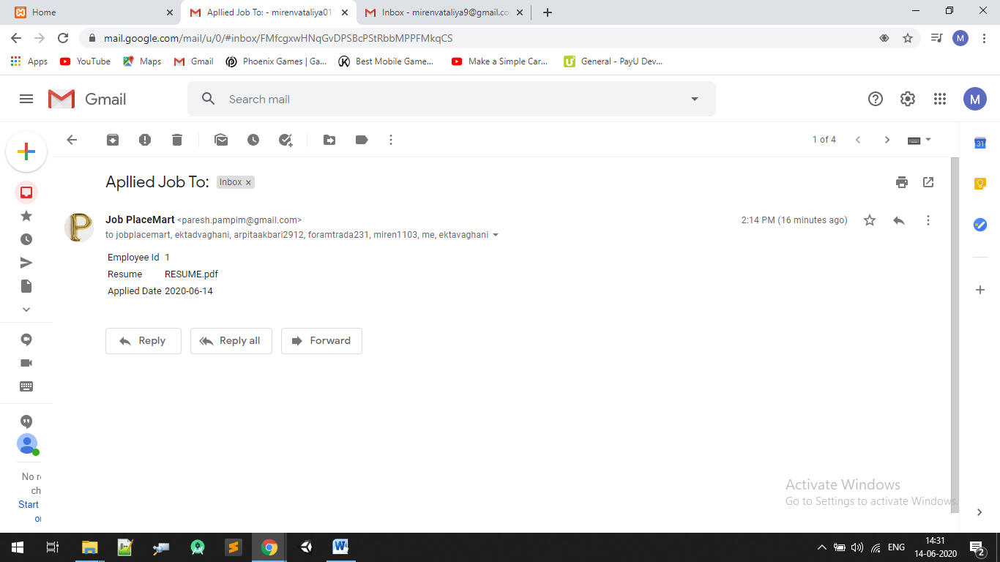 Home
Apllied Job To: - mirenvataliya011
Inbox - mirenvataliya9@gmail.co
mail.google.com/mail/u/0/#inbox/FMfcgxwHNqGvDPSBcPStRbbMPPFMkqCS
M
Apps YouTube Maps Gmail Phoenix Games | Ga... Best Mobile Game... Make a Simple Car... General - PayU Dev...
Gmail Search mail M
1 of 4
31
Apllied Job To: Inbox x
Job PlaceMart <paresh.pampim@gmail.com> 2:14 PM (16 minutes ago)
to jobplacemart, ektadvaghani, arpitaakbari2912, foramtrada231, miren1103, me, ektavaghani
Employee Id 1
Resume RESUME.pdf
Applied Date 2020-06-14
Reply Reply all Forward
No r
ch
Start
Activate Windows
Go to Settings to activate Windows.
ENG 14:31
14-06-2020
2